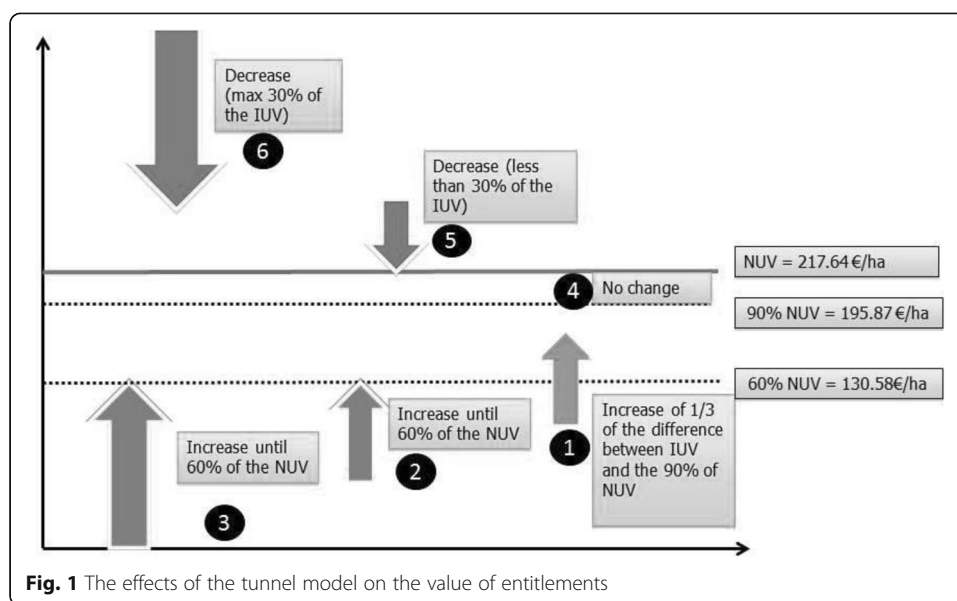 Decrease
(max 30% of
the IUV)
6
Decrease (less
than 30% of the
IUV)
5
NUV = 217.64€/ha
4
No change
90% NUV = 195.87€/ha
60% NUV = 130.58€/ha
Increase until
60% of the NUV
3
Increase until
60% of the NUV
2
1
Increase of 1/3
of the difference
between IUV
and the 90% of
NUV
Fig. 1 The effects of the tunnel model on the value of entitlements